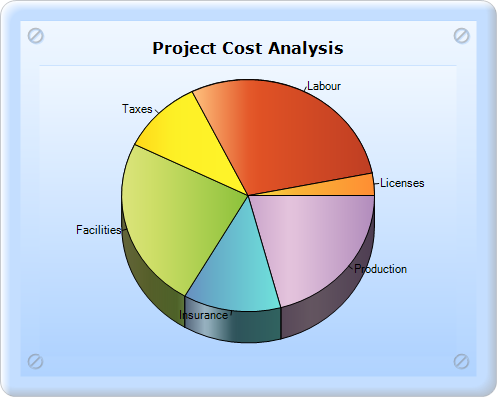 Project Cost Analysis
Labour
Taxes
Licenses
Facilities
Production
Insurance